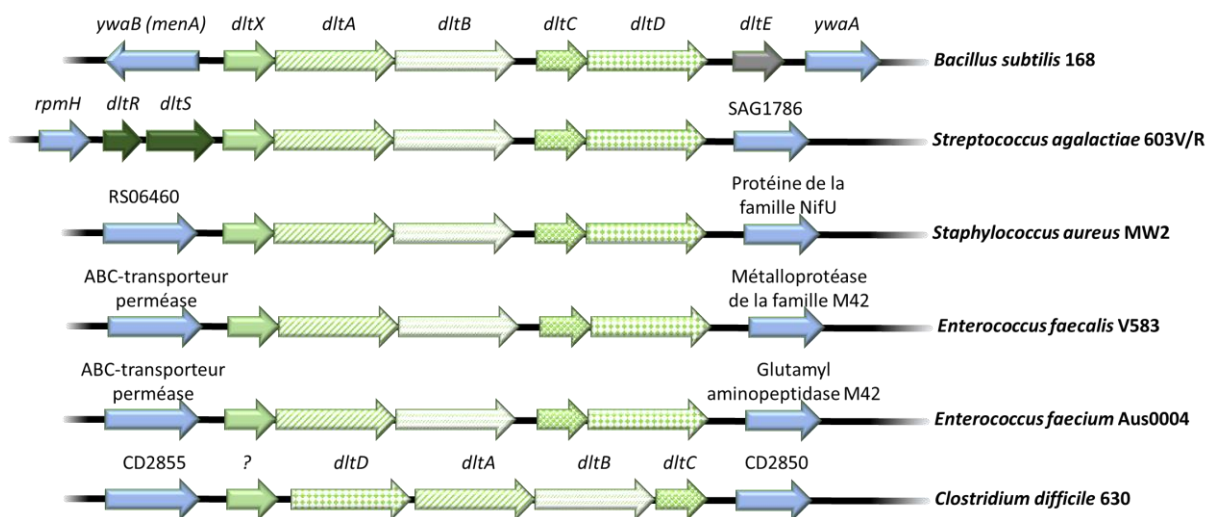 ywaB (menA) dltX dltA dltB dltC dltD dltE ywaA
Bacillus subtilis 168
rpmH dltR dltS SAG1786
Streptococcus agalactiae 603V/R
RS06460 Protéine de la
famille NifU
Staphylococcus aureus MW2
ABC-transporteur Métalloprotéase
perméase de la famille M42
Enterococcus faecalis V583
ABC-transporteur Glutamyl
perméase aminopeptidase M42
Enterococcus faecium Aus0004
CD2855 ? dltD dltA dltB dltC CD2850
Clostridium difficile 630